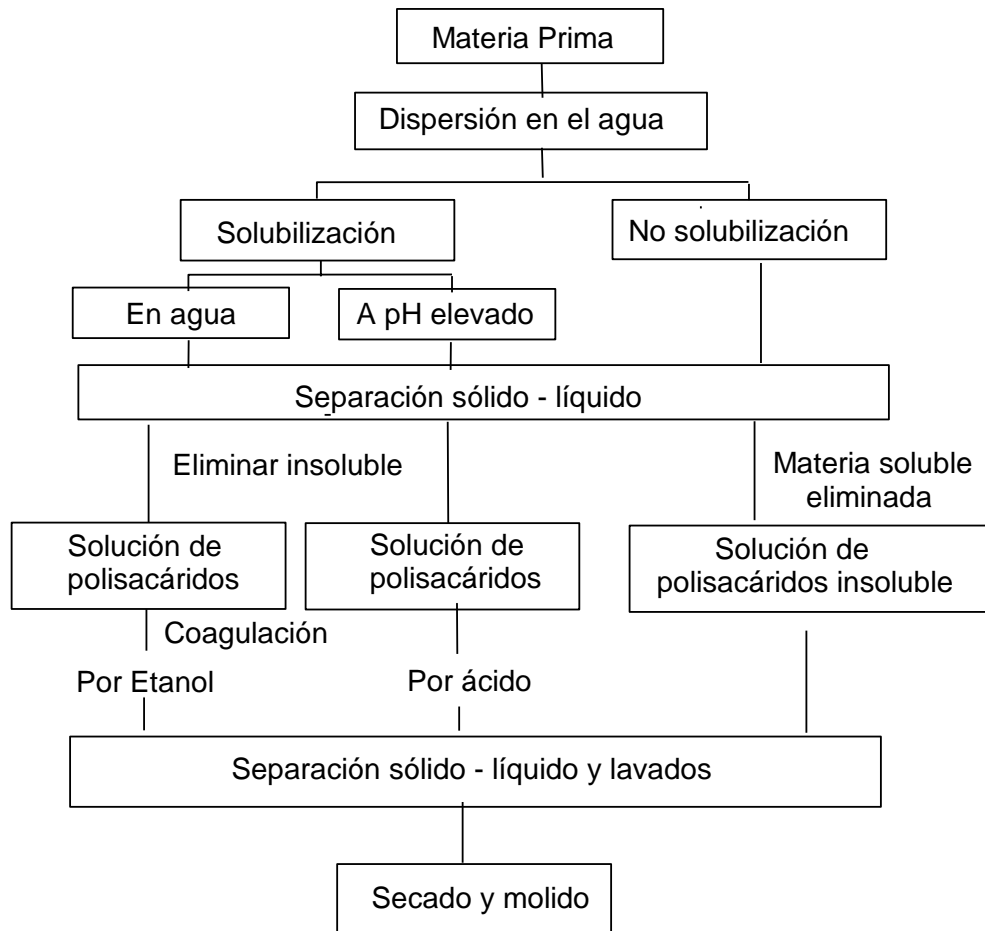 Materia Prima
Dispersión en el agua
Solubilización
No solubilización
En agua
A pH elevado
Separación sólido - líquido
Eliminar insoluble
Materia soluble
eliminada
Solución de
polisacáridos
Solución de
polisacáridos
Solución de
polisacáridos insoluble
Coagulación
Por Etanol
Por ácido
Separación sólido - líquido y lavados
Secado y molido